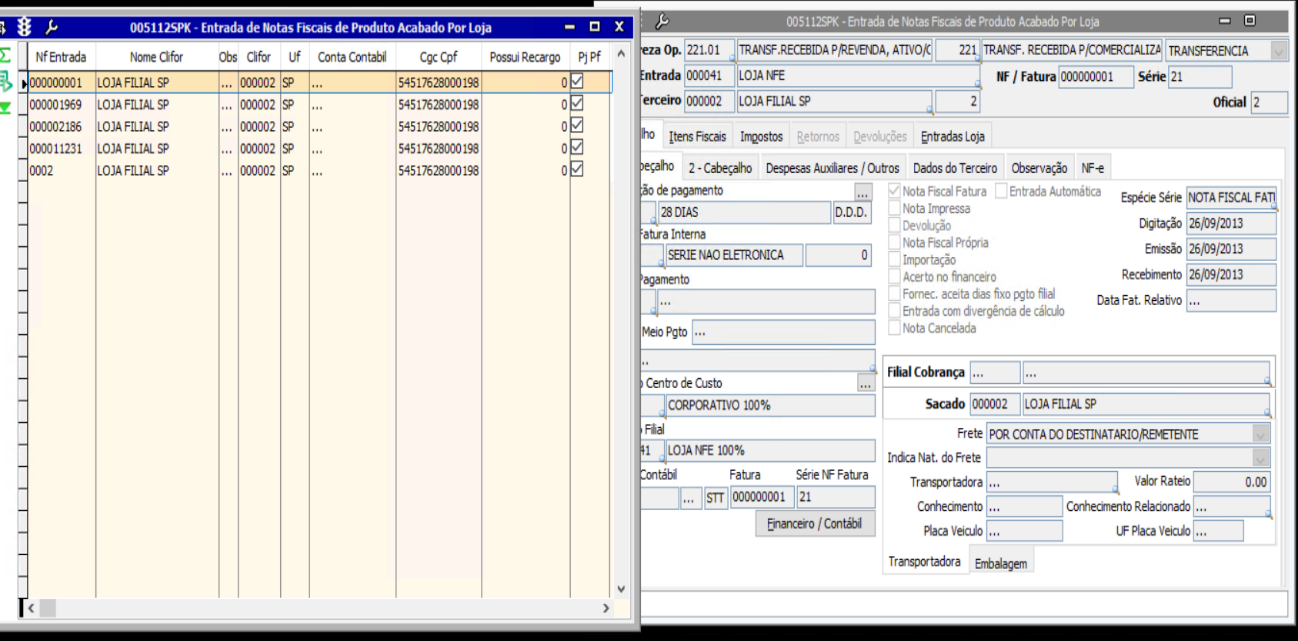 005112SPK - Entrada de Notas Fiscais de Produto Acabado Por Loja
Nf Entrada Nome Clifor Obs Clifor Uf Conta Contabil Cgc Cpf Possui Recargo Pj Pf
000000001 LOJA FILIAL SP ... 000002 SP ... 54517628000198 0
000001969 LOJA FILIAL SP ... 000002 SP ... 54517628000198 0
000002186 LOJA FILIAL SP ... 000002 SP ... 54517628000198 0
000011231 LOJA FILIAL SP ... 000002 SP ... 54517628000198 0
0002 LOJA FILIAL SP ... 000002 SP ... 54517628000198 0
005112SPK - Entrada de Notas Fiscais de Produto Acabado Por Loja
eza Op. 221.01 TRANSF.RECEBIDA P/REVENDA, ATIVO/C 221 TRANSF. RECEBIDA P/COMERCIALIZA TRANSFERENCIA
Entrada 000041 LOJA NFE NF / Fatura 000000001 Série 21
erceiro 000002 LOJA FILIAL SP 2 Oficial 2
ho Itens Fiscais Impostos Retornos Devoluções Entradas Loja
beçalho 2 - Cabeçalho Despesas Auxiliares / Outros Dados do Terceiro Observação NF-e
ão de pagamento ...
28 DIAS D.D.D.
Fatura Interna
SERIE NAO ELETRONICA 0
Pagamento
...
Meio Pgto ...
...
Centro de Custo ...
CORPORATIVO 100%
Filial
41 LOJA NFE 100%
Contábil Fatura Série NF Fatura
... STT 000000001 21
Financeiro / Contábil
Nota Fiscal Fatura Entrada Automática
Nota Impressa
Devolução
Nota Fiscal Própria
Importação
Acerto no financeiro
Fornec. aceita dias fixo pgto filial
Entrada com divergência de cálculo
Nota Cancelada
Espécie Série NOTA FISCAL FAT
Digitação 26/09/2013
Emissão 26/09/2013
Recebimento 26/09/2013
Data Fat. Relativo ...
Filial Cobrança ... ...
Sacado 000002 LOJA FILIAL SP
Frete POR CONTA DO DESTINATARIO/REMETENTE
Indica Nat. do Frete
Transportadora ... Valor Rateio 0.00
Conhecimento ... Conhecimento Relacionado ...
Placa Veiculo ... UF Placa Veiculo ...
Transportadora Embalagem